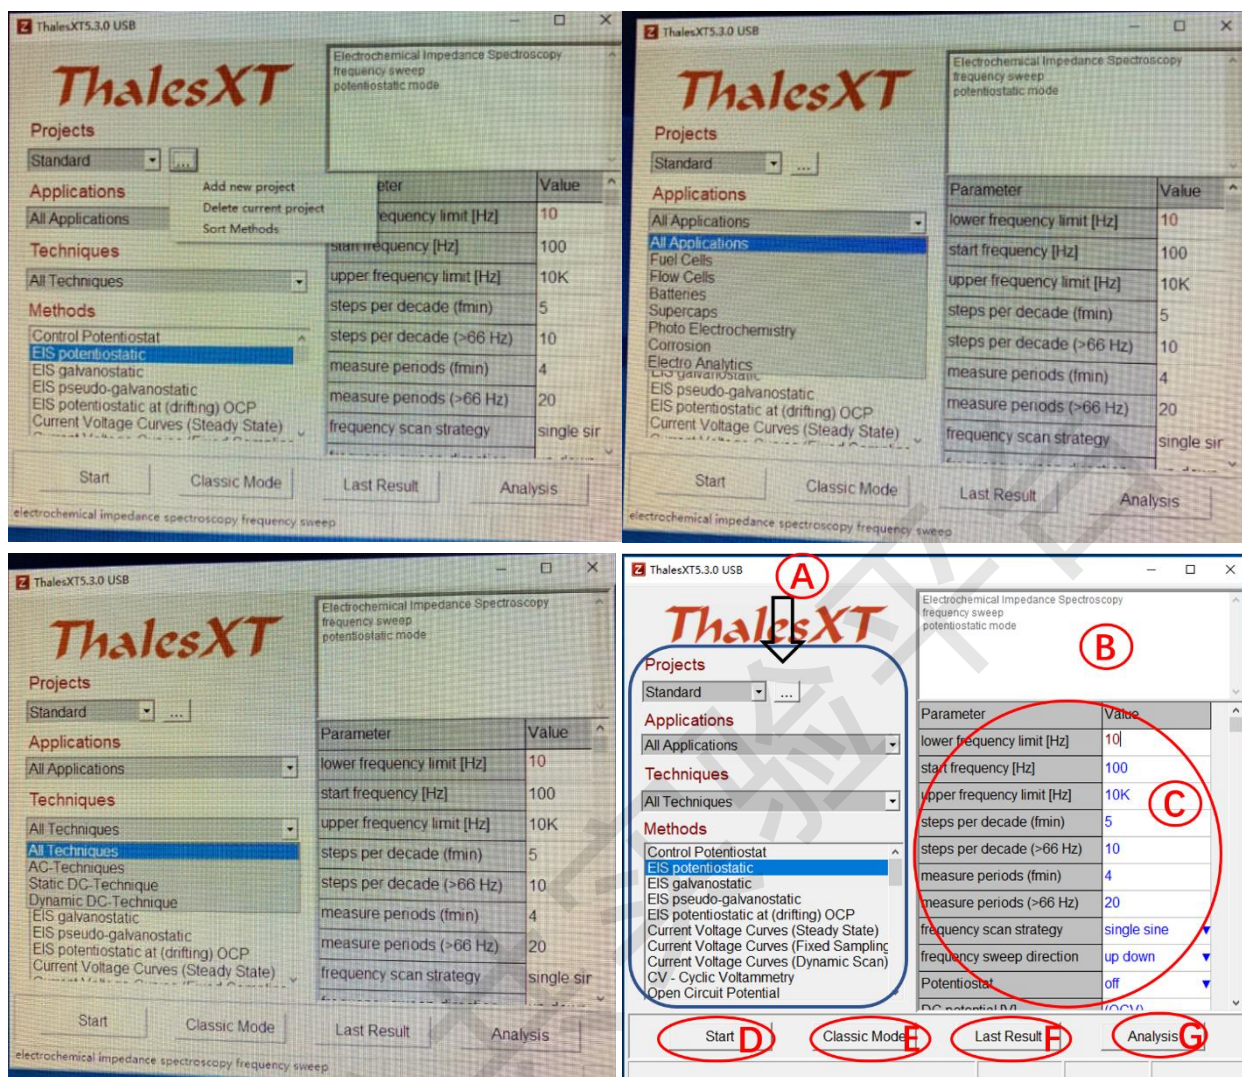 ThalesXT5.3.0 USB
ThalesXT
Electrochemical Impedance Spectroscopy
frequency sweep
potentiostatic mode
Projects
Standard
...
Add new project
Delete current project
Sort Methods
Applications
All Applications
Techniques
All Techniques
Methods
Control Potentiostat
EIS potentiostatic
EIS galvanostatic
EIS pseudo-galvanostatic
EIS potentiostatic at (drifting) OCP
Current Voltage Curves (Steady State)
Value
10
start frequency [Hz]
100
upper frequency limit [Hz]
10K
steps per decade (fmin)
5
steps per decade (>66 Hz)
10
measure periods (fmin)
4
measure periods (>66 Hz)
20
frequency scan strategy
single sin
Start
Classic Mode
Last Result
Analysis
electrochemical impedance spectroscopy frequency sweep
ThalesXT5.3.0 USB
ThalesXT
Electrochemical Impedance Spectroscopy
frequency sweep
potentiostatic mode
Projects
Standard
...
Applications
All Applications
All Applications
Fuel Cells
Flow Cells
Batteries
Supercaps
Photo Electrochemistry
Corrosion
Electro Analytics
EIS galvanostatic
EIS pseudo-galvanostatic
EIS potentiostatic at (drifting) OCP
Current Voltage Curves (Steady State)
Parameter
Value
lower frequency limit [Hz]
10
start frequency [Hz]
100
upper frequency limit [Hz]
10K
steps per decade (fmin)
5
steps per decade (>66 Hz)
10
measure periods (fmin)
4
measure periods (>66 Hz)
20
frequency scan strategy
single sir
Start
Classic Mode
Last Result
Analysis
electrochemical impedance spectroscopy frequency sweep
ThalesXT5.3.0 USB
ThalesXT
Electrochemical Impedance Spectroscopy
frequency sweep
potentiostatic mode
Projects
Standard
...
Applications
All Applications
Techniques
All Techniques
All Techniques
AC-Techniques
Static DC-Technique
Dynamic DC-Technique
EIS galvanostatic
EIS pseudo-galvanostatic
EIS potentiostatic at (drifting) OCP
Current Voltage Curves (Steady State)
Parameter
Value
lower frequency limit [Hz]
10
start frequency [Hz]
100
upper frequency limit [Hz]
10K
steps per decade (fmin)
5
steps per decade (>66 Hz)
10
measure periods (fmin)
4
measure periods (>66 Hz)
20
frequency scan strategy
single sir
Start
Classic Mode
Last Result
Analysis
electrochemical impedance spectroscopy frequency sweep
ThalesXT5.3.0 USB
A
ThalesXT
Electrochemical Impedance Spectroscopy
frequency sweep
potentiostatic mode
B
Projects
Standard
...
Applications
All Applications
Techniques
All Techniques
Methods
Control Potentiostat
EIS potentiostatic
EIS galvanostatic
EIS pseudo-galvanostatic
EIS potentiostatic at (drifting) OCP
Current Voltage Curves (Steady State)
Current Voltage Curves (Fixed Sampling
Current Voltage Curves (Dynamic Scan)
CV - Cyclic Voltammetry
Open Circuit Potential
Parameter
Value
lower frequency limit [Hz]
10
start frequency [Hz]
100
upper frequency limit [Hz]
10K
C
steps per decade (fmin)
5
steps per decade (>66 Hz)
10
measure periods (fmin)
4
measure periods (>66 Hz)
20
frequency scan strategy
single sine
frequency sweep direction
up down
Potentiostat
off
DC potential [V]
(OCV)
Start D
Classic Mode E
Last Result F
Analysis G